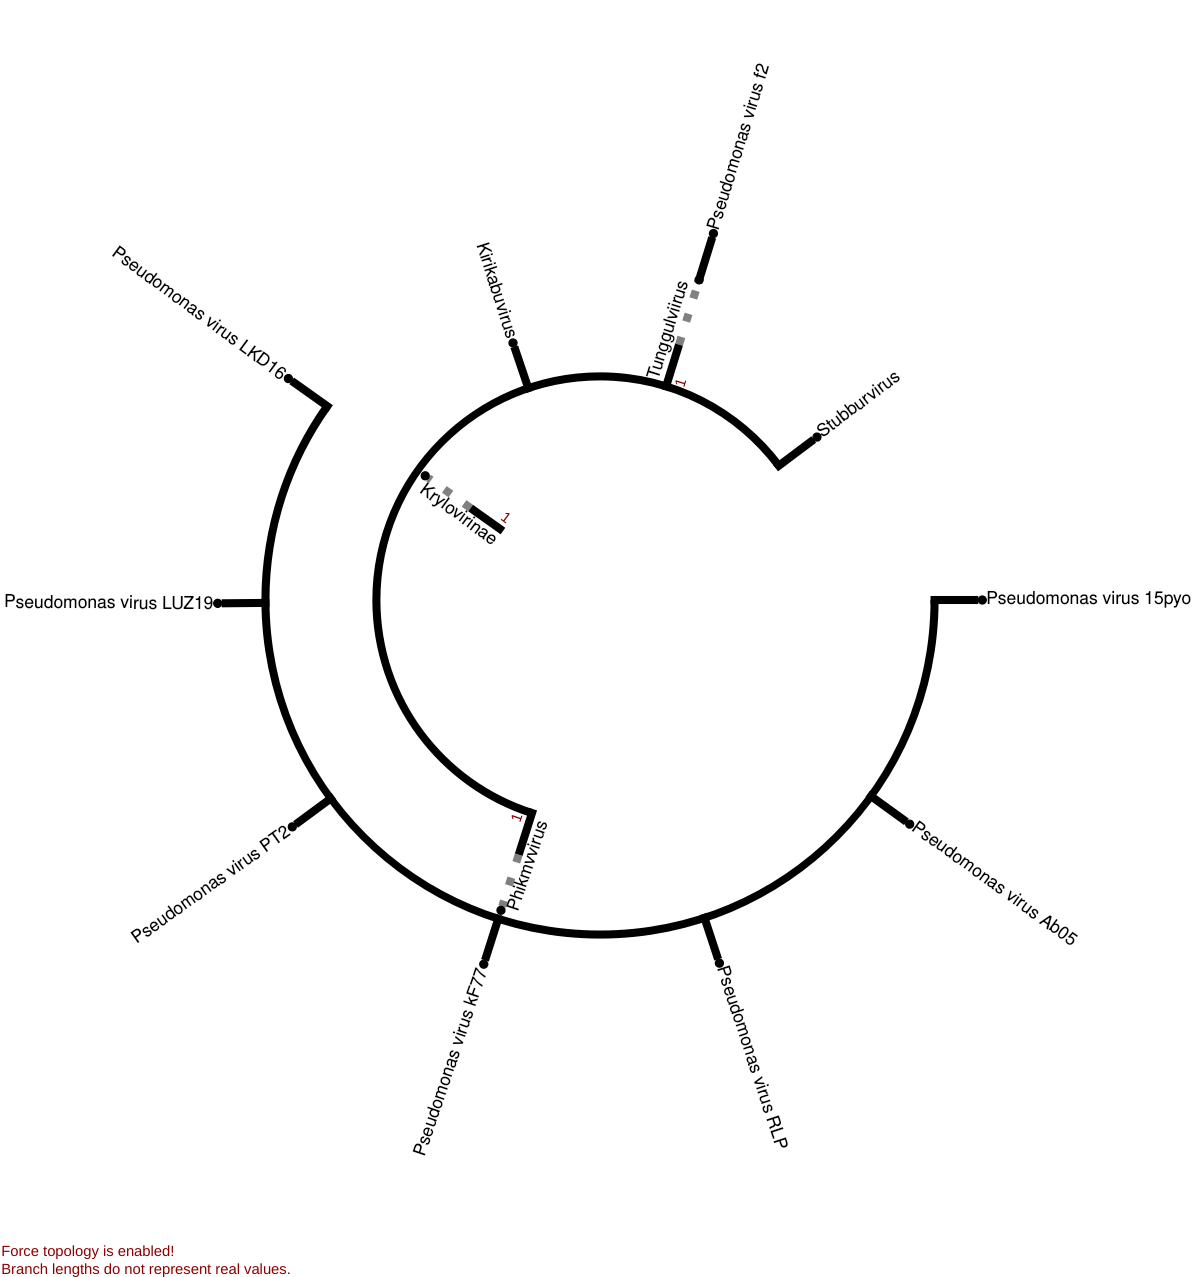 Pseudomonas virus f2
Tunggulviirus
1
Kirikabuvirus
Stubburvirus
Pseudomonas virus LKD16
Krylovirinae
1
Pseudomonas virus LUZ19
Pseudomonas virus 15pyo
Phikmvvirus
1
Pseudomonas virus PT2
Pseudomonas virus Ab05
Pseudomonas virus kF77
Pseudomonas virus RLP
Force topology is enabled!
Branch lengths do not represent real values.